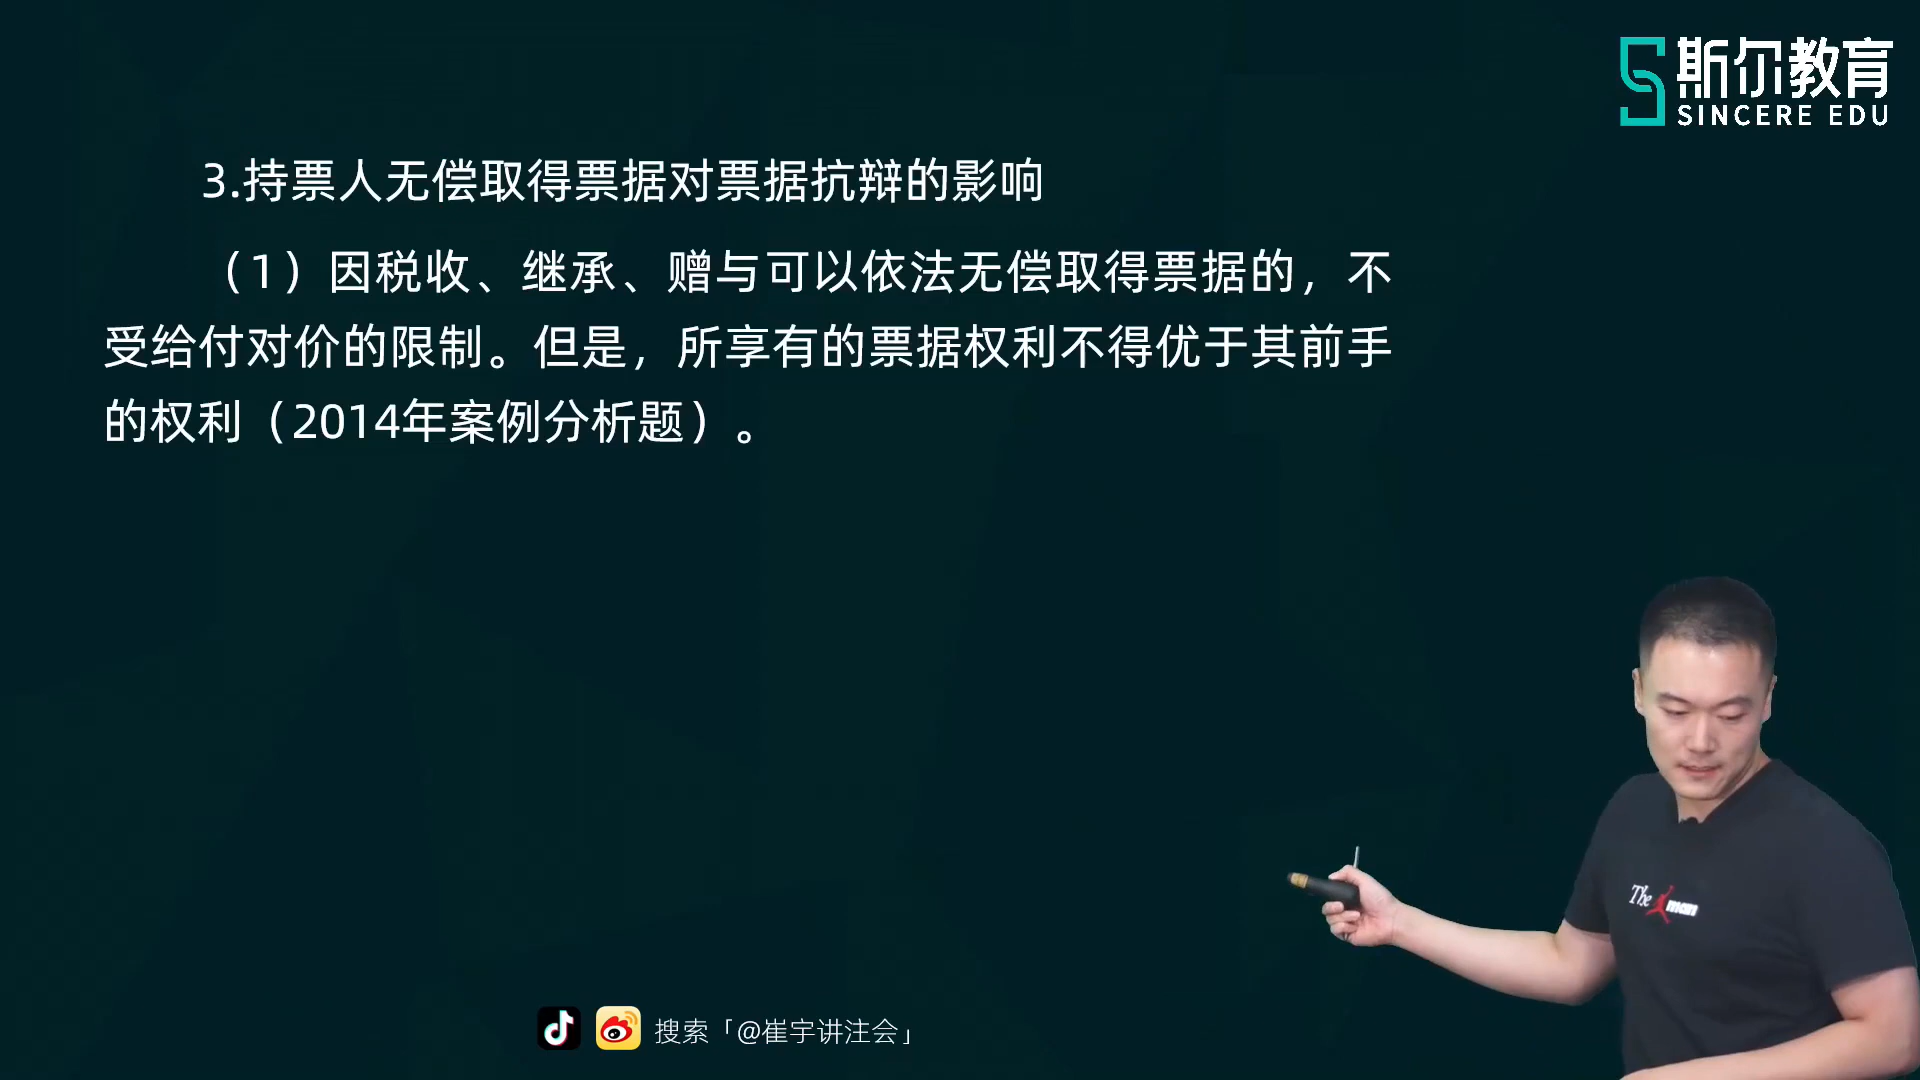 斯尔教育
SINCERE EDU
3.持票人无偿取得票据对票据抗辩的影响
（1）因税收、继承、赠与可以依法无偿取得票据的，不
受给付对价的限制。但是，所享有的票据权利不得优于其前手
的权利（2014年案例分析题）。
The man
搜索「@崔宇讲注会」